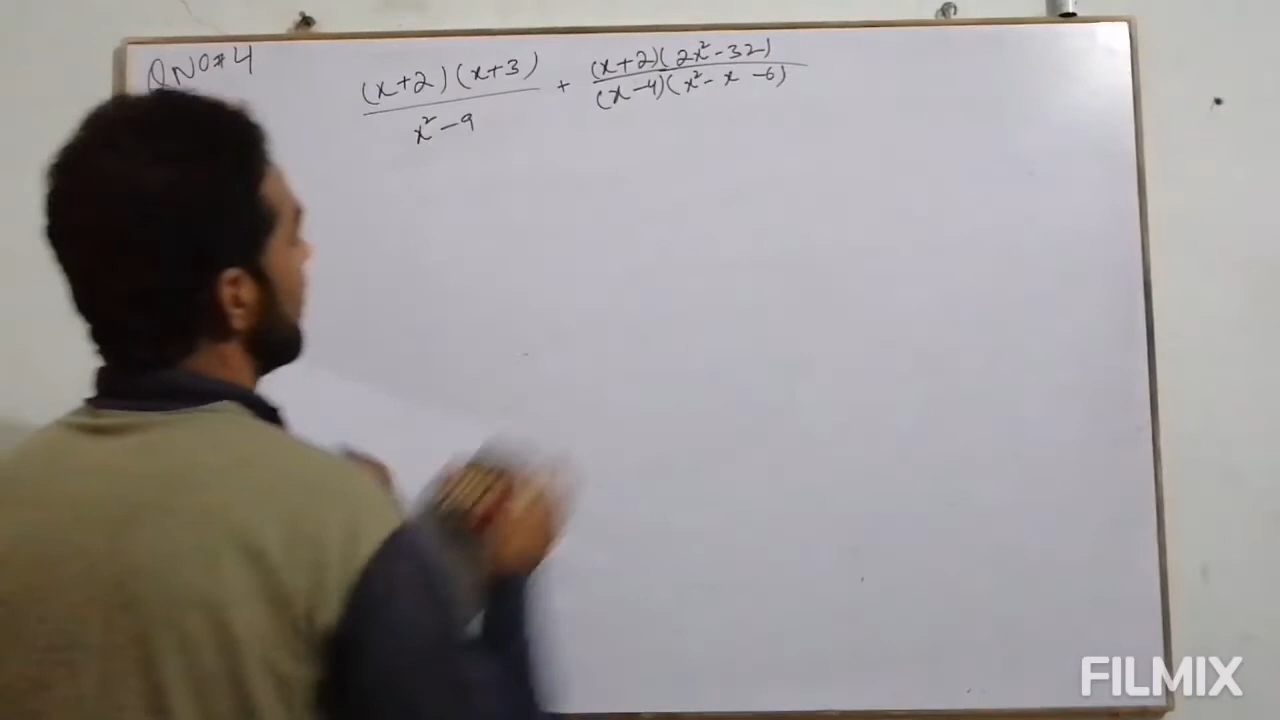 QNO#4
(x+2)(x+3) + (x+2)(2x²-32)
x²-9 (x-4)(x²-x-6)
FILMIX